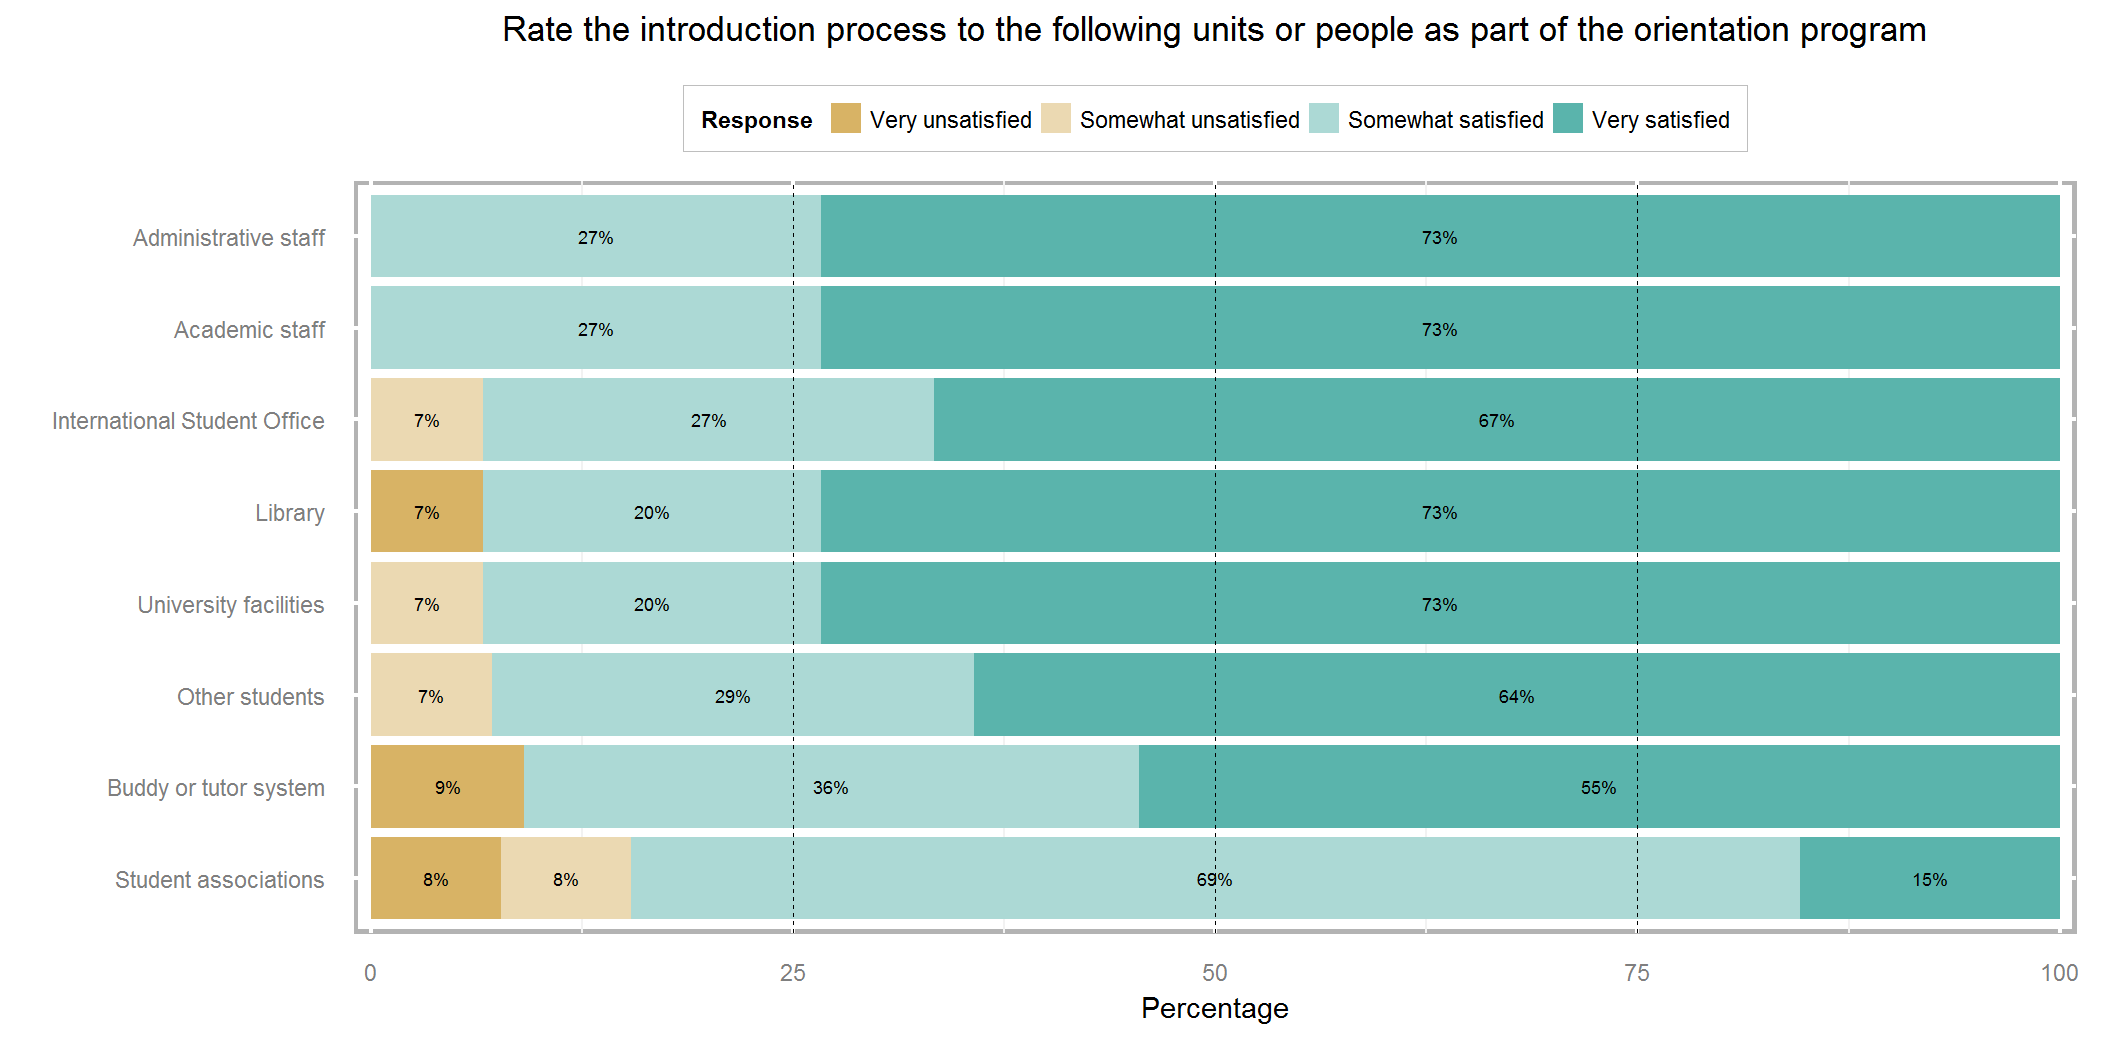 Rate the introduction process to the following units or people as part of the orientation program
Response Very unsatisfied Somewhat unsatisfied Somewhat satisfied Very satisfied
Administrative staff 27% 73%
Academic staff 27% 73%
International Student Office 7% 27% 67%
Library 7% 20% 73%
University facilities 7% 20% 73%
Other students 7% 29% 64%
Buddy or tutor system 9% 36% 55%
Student associations 8% 8% 69% 15%
0 25 50 75 100
Percentage